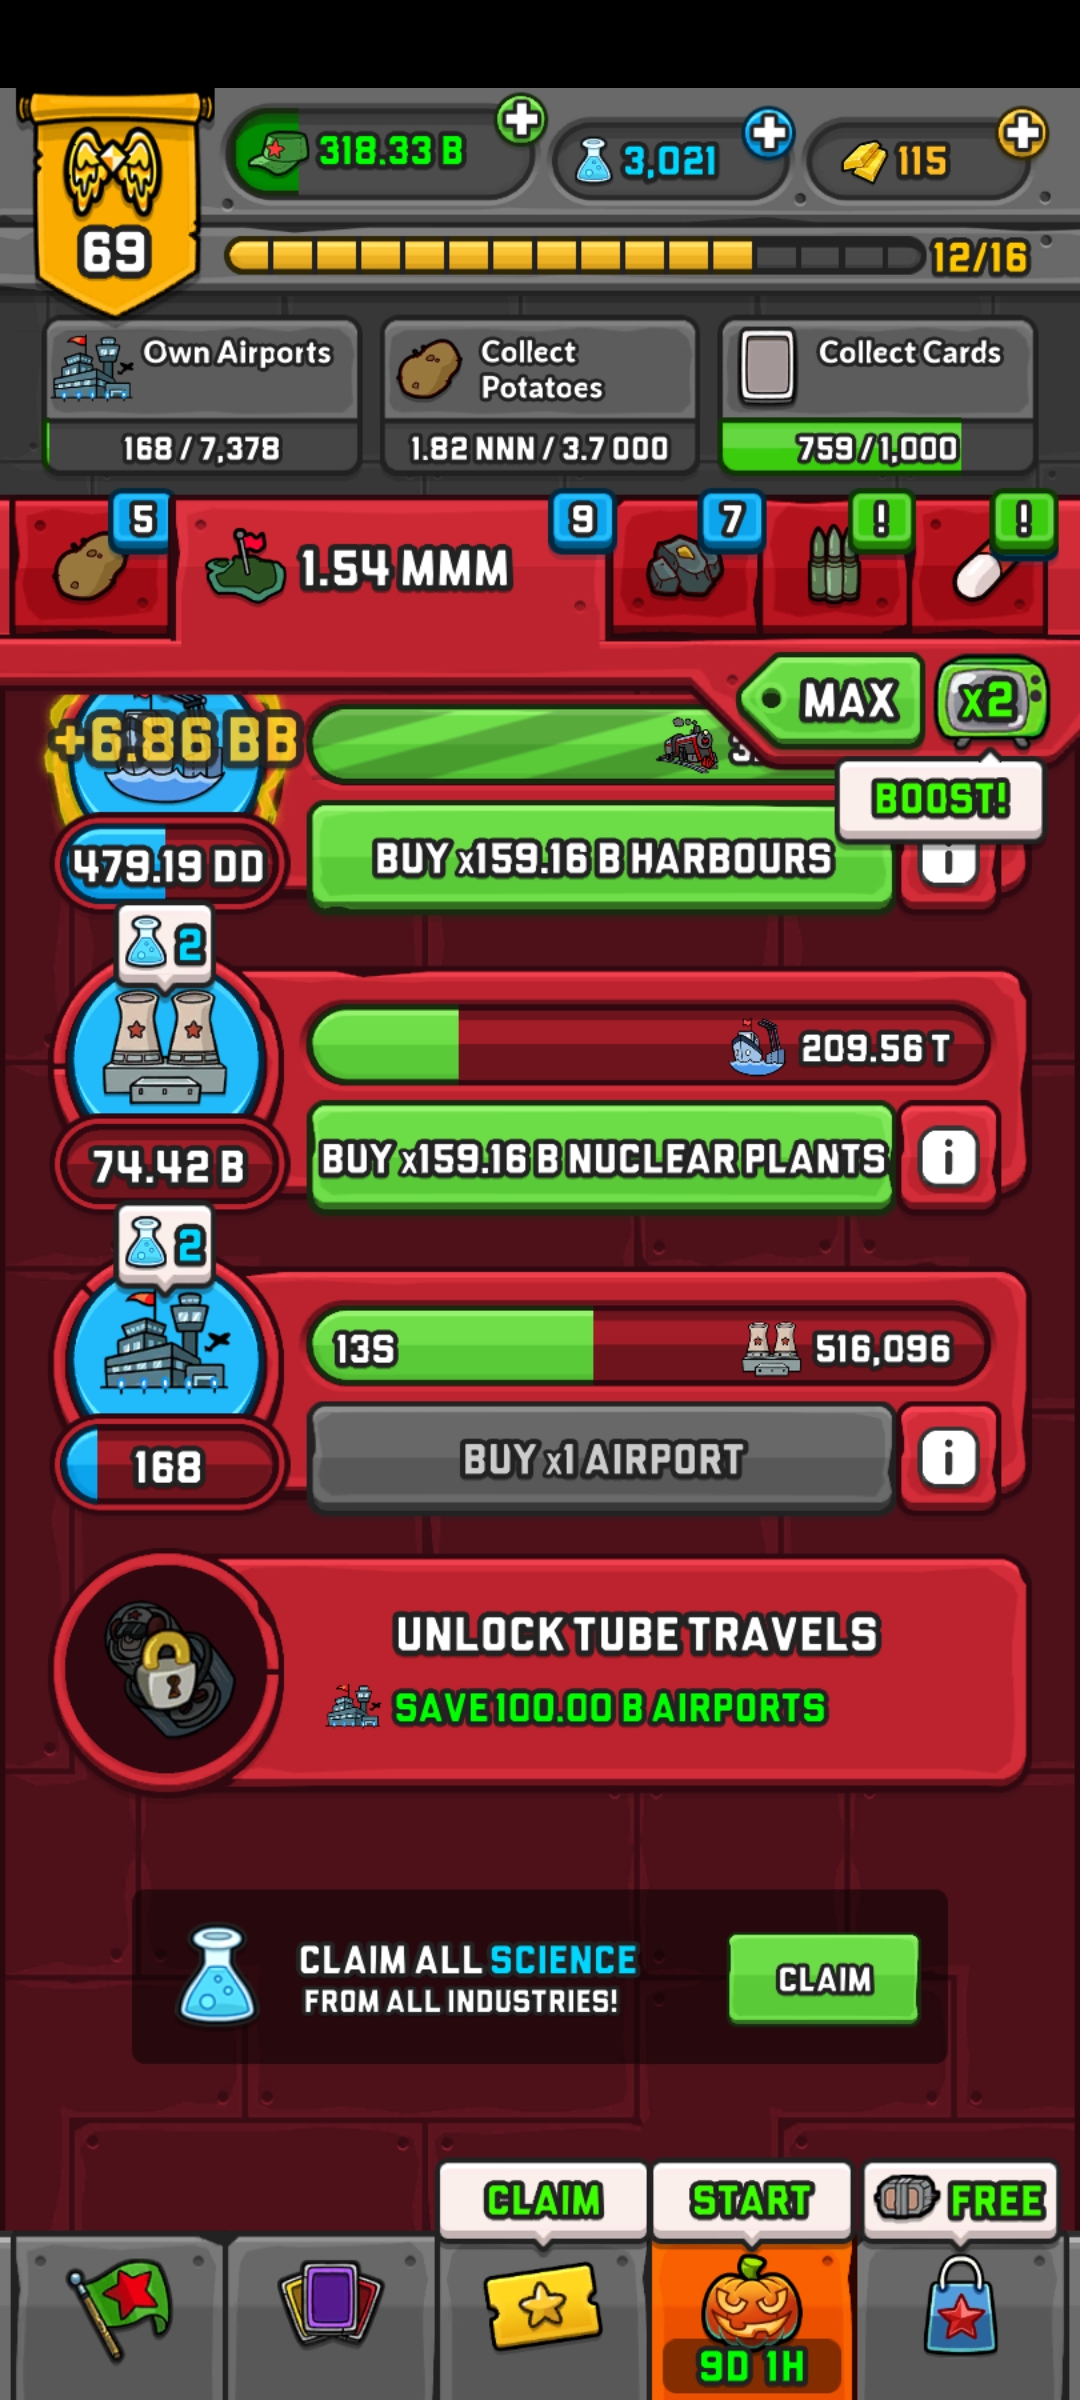 69
318.33 B
3,021
115
12/16
Own Airports
168 / 7,378
Collect
Potatoes
1.82 NNN / 3.7 OOO
Collect Cards
759 / 1,000
5
1.54 MMM
9
7
!
!
MAX
x2
BOOST!
+6.86 BB
479.19 DD
BUY x159.16 B HARBOURS
i
2
209.56 T
74.42 B
BUY x159.16 B NUCLEAR PLANTS
i
2
13S
516,096
168
BUY x1 AIRPORT
i
UNLOCK TUBE TRAVELS
SAVE 100.00 B AIRPORTS
CLAIM ALL SCIENCE
FROM ALL INDUSTRIES!
CLAIM
CLAIM
START
FREE
9D 1H